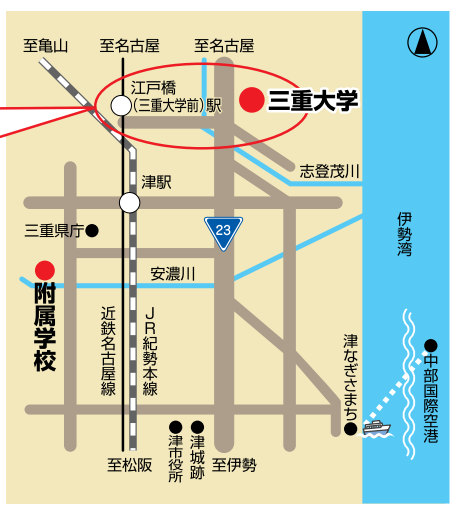 至亀山
至名古屋
至名古屋
江戸橋
(三重大学前)駅
三重大学
志登茂川
津駅
三重県庁
23
伊勢湾
附属学校
安濃川
近鉄名古屋線
JR紀勢本線
津なぎさまち
中部国際空港
至松阪
津市役所
津城跡
至伊勢